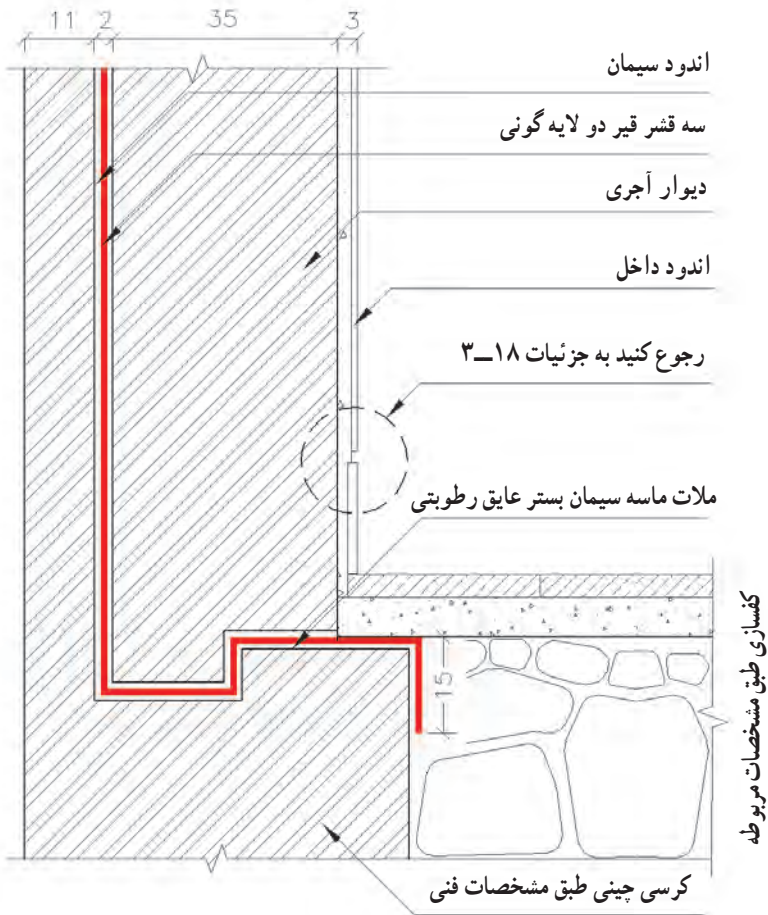 11 2 35 3
اندود سیمان
سه قشر قیر دو لایه گونی
دیوار آجری
اندود داخل
رجوع کنید به جزئیات ۱۸ــ۳
ملات ماسه سیمان بستر عایق رطوبتی
کفسازی طبق مشخصات مربوطه
15
کرسی چینی طبق مشخصات فنی